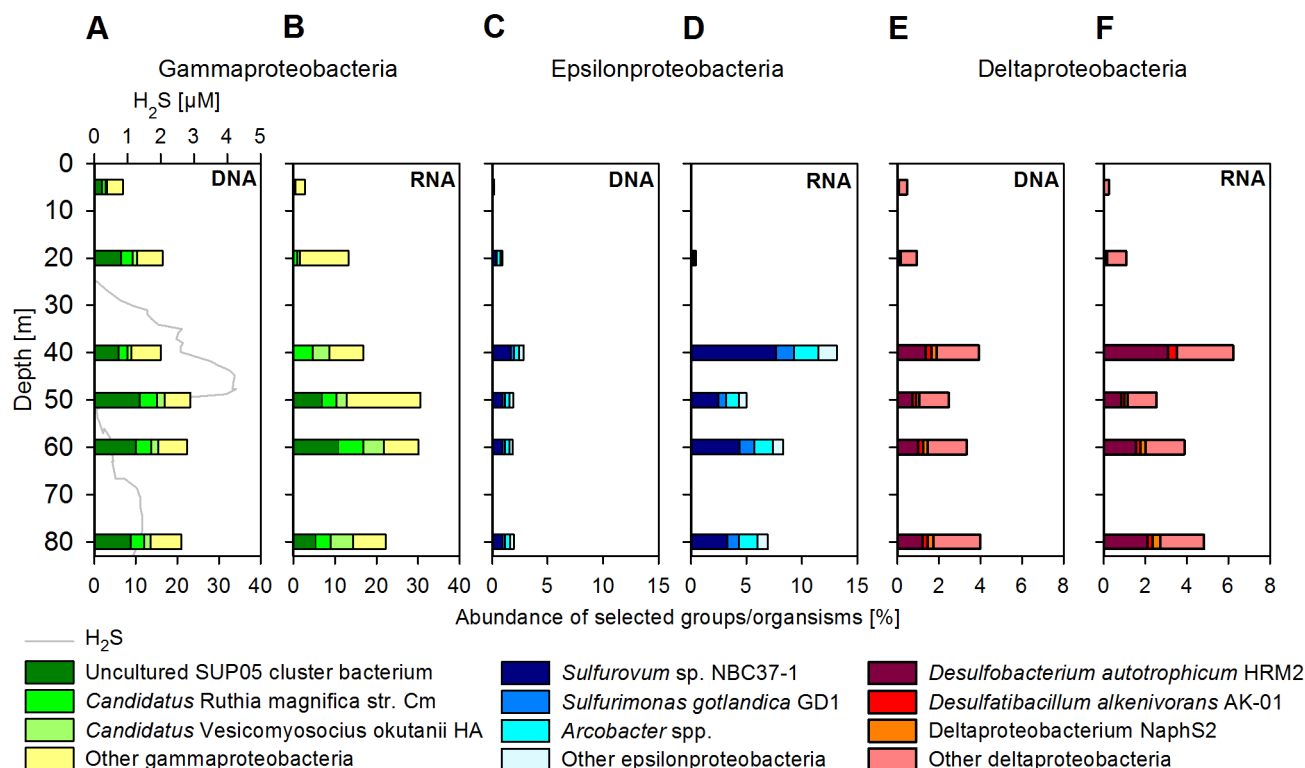 A B C D E F
Gammaproteobacteria Epsilonproteobacteria Deltaproteobacteria
H2S [µM]
0 1 2 3 4 5
DNA RNA DNA RNA DNA RNA
Depth [m]
0
10
20
30
40
50
60
70
80
0 10 20 30 40 0 10 20 30 40 0 5 10 15 0 5 10 15 0 2 4 6 8 0 2 4 6 8
Abundance of selected groups/organsisms [%]
H2S
Uncultured SUP05 cluster bacterium
Candidatus Ruthia magnifica str. Cm
Candidatus Vesicomyosocius okutanii HA
Other gammaproteobacteria
Sulfurovum sp. NBC37-1
Sulfurimonas gotlandica GD1
Arcobacter spp.
Other epsilonproteobacteria
Desulfobacterium autotrophicum HRM2
Desulfatibacillum alkenivorans AK-01
Deltaproteobacterium NaphS2
Other deltaproteobacteria